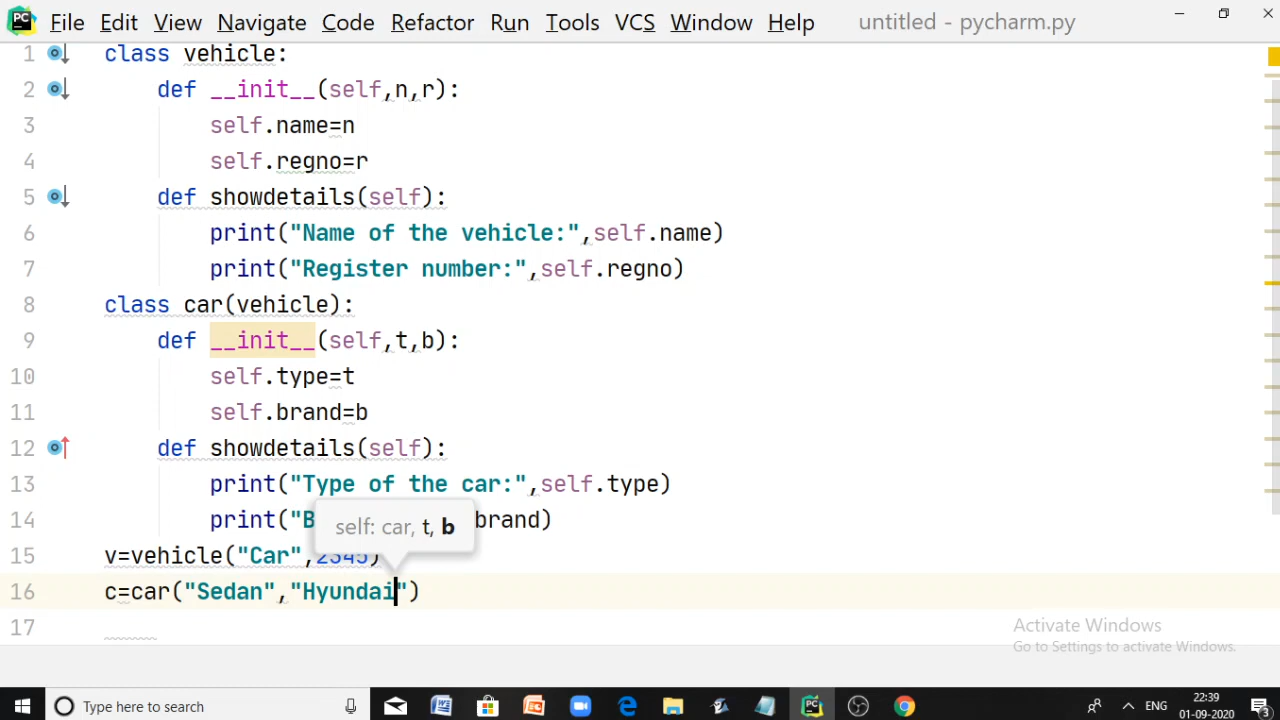 PC File Edit View Navigate Code Refactor Run Tools VCS Window Help untitled - pycharm.py
1 class vehicle:
2 def __init__(self,n,r):
3 self.name=n
4 self.regno=r
5 def showdetails(self):
6 print("Name of the vehicle:",self.name)
7 print("Register number:",self.regno)
8 class car(vehicle):
9 def __init__(self,t,b):
10 self.type=t
11 self.brand=b
12 def showdetails(self):
13 print("Type of the car:",self.type)
14 print("B brand)
self: car, t, b
15 v=vehicle("Car",2345)
16 c=car("Sedan","Hyundai")
17
Activate Windows
Go to Settings to activate Windows.
Type here to search ENG 22:39
01-09-2020 3